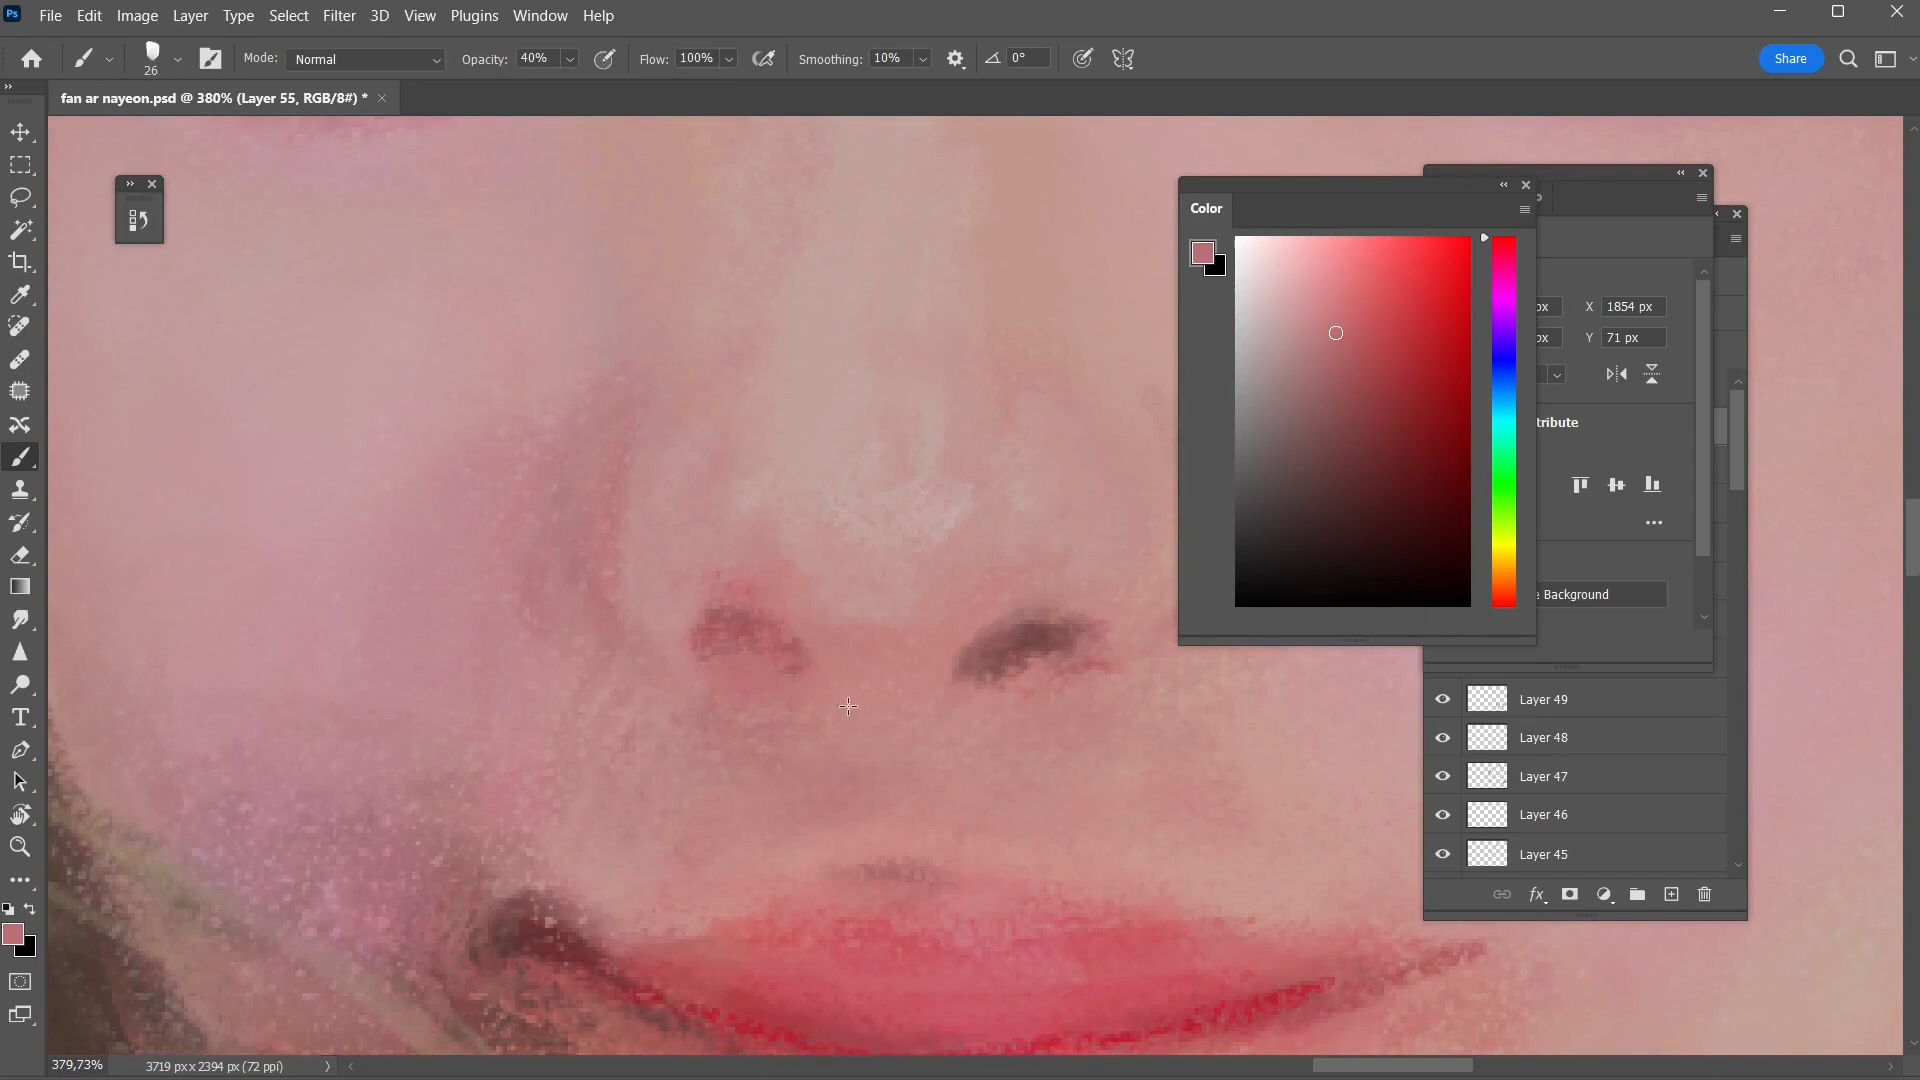 Ps File Edit Image Layer Type Select Filter 3D View Plugins Window Help
26 Mode: Normal Opacity: 40% Flow: 100% Smoothing: 10% 0° Share
fan ar nayeon.psd @ 380% (Layer 55, RGB/8#) *
Color
px X 1854 px
px Y 71 px
tribute
e Background
Layer 49
Layer 48
Layer 47
Layer 46
Layer 45
fx
379,73% 3719 px x 2394 px (72 ppi)